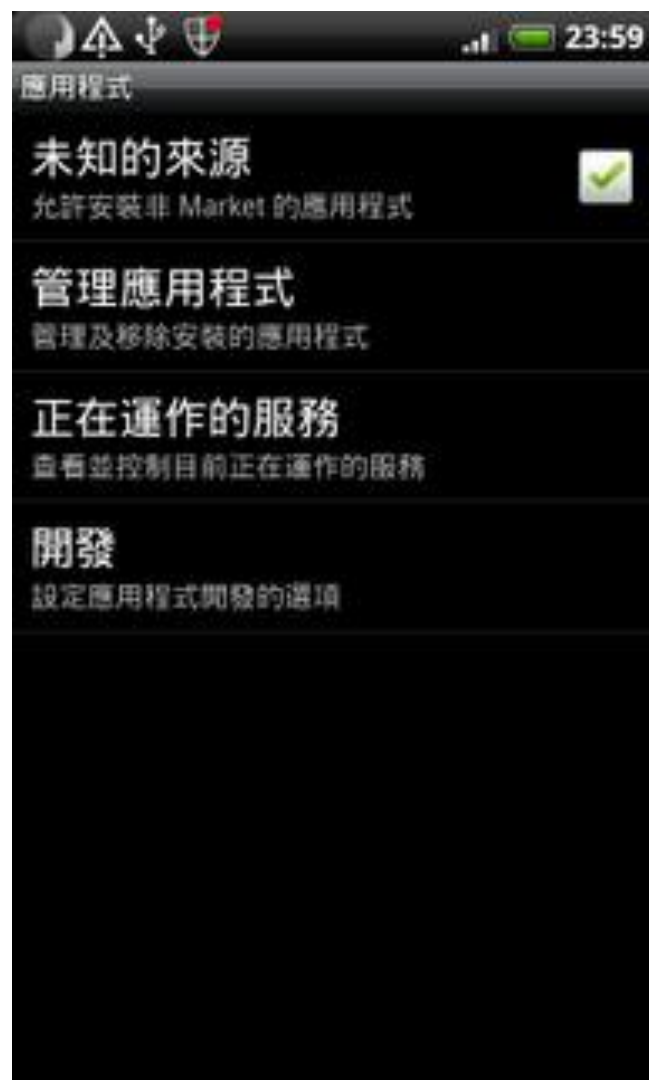 23:59
應用程式
未知的來源
允許安裝非 Market 的應用程式
管理應用程式
管理及移除安裝的應用程式
正在運作的服務
查看並控制目前正在運作的服務
開發
設定應用程式開發的選項